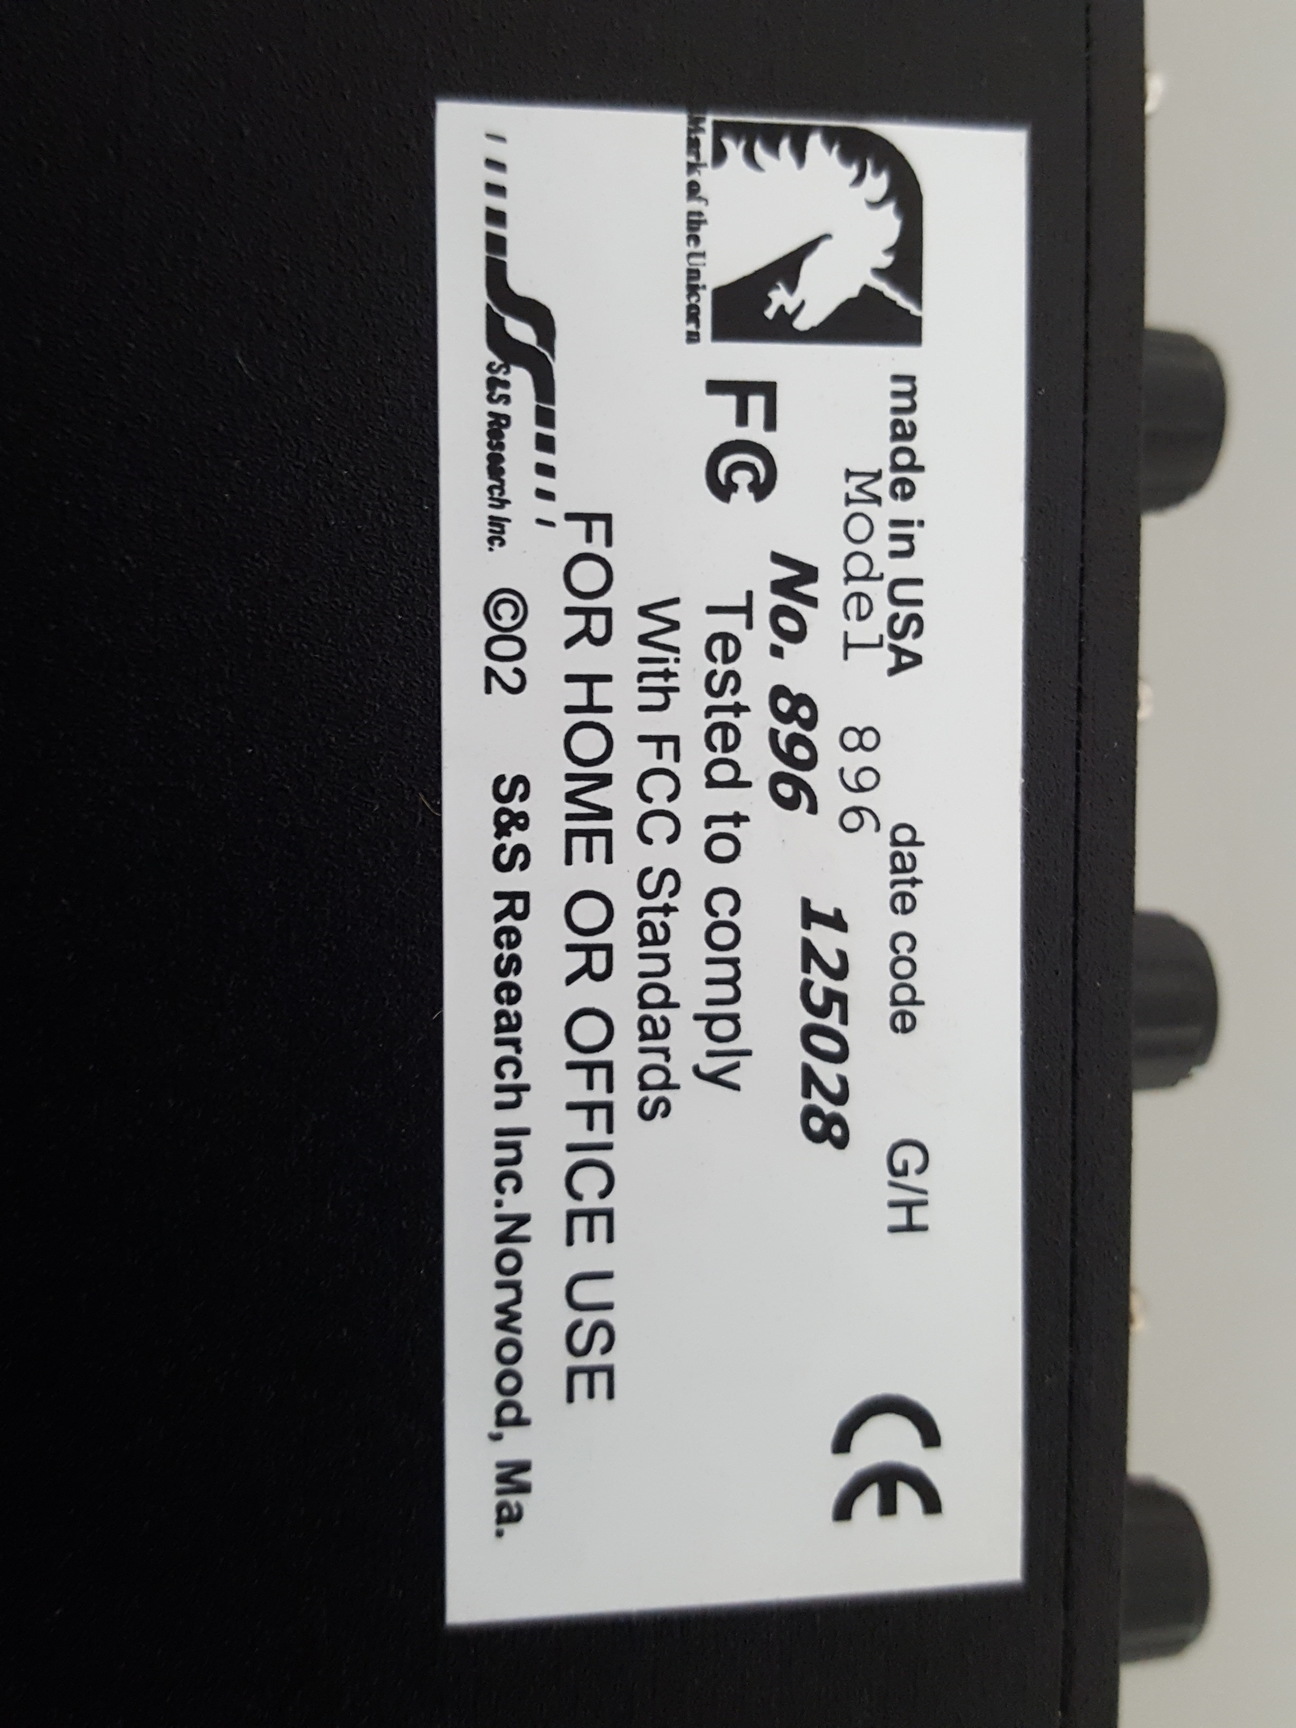 made in USA date code G/H
Model 896
No. 896 125028
Mark of the Unicorn
FC Tested to comply
With FCC Standards
FOR HOME OR OFFICE USE
S&S Research Inc. ©02 S&S Research Inc.Norwood, Ma.
CE